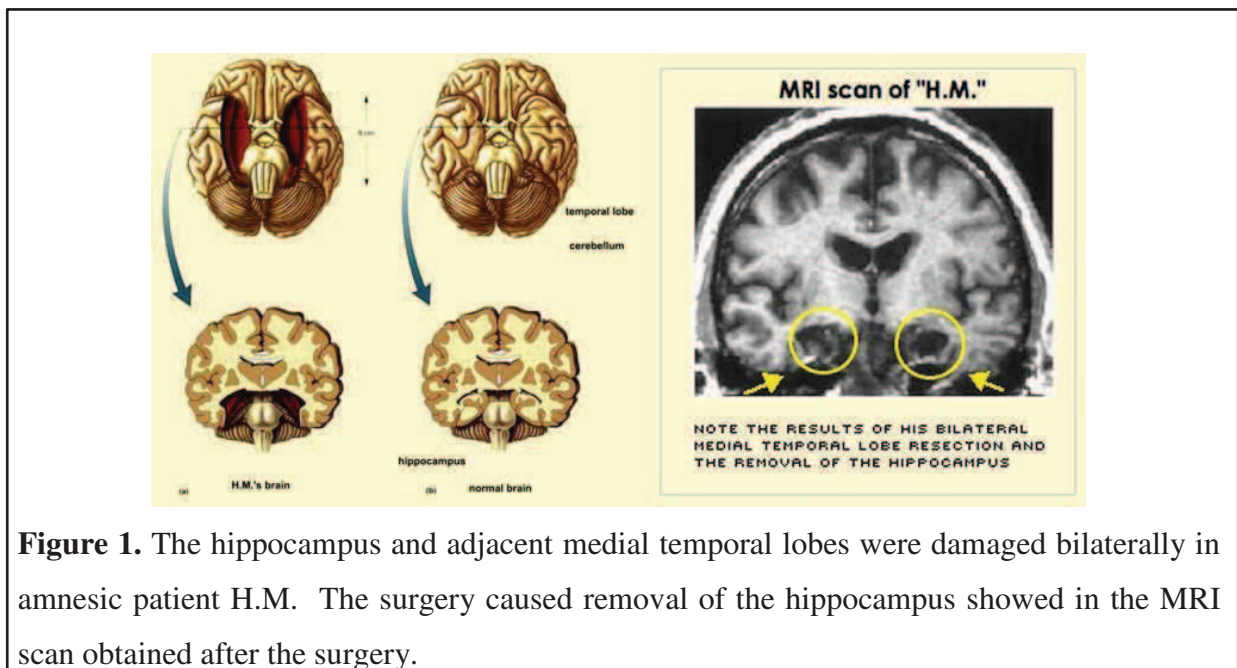 MRI scan of "H.M."
8 cm
temporal lobe
cerebellum
hippocampus
(a)
H.M.'s brain
(b)
normal brain
NOTE THE RESULTS OF HIS BILATERAL
MEDIAL TEMPORAL LOBE RESECTION AND
THE REMOVAL OF THE HIPPOCAMPUS
Figure 1. The hippocampus and adjacent medial temporal lobes were damaged bilaterally in
amnesic patient H.M. The surgery caused removal of the hippocampus showed in the MRI
scan obtained after the surgery.